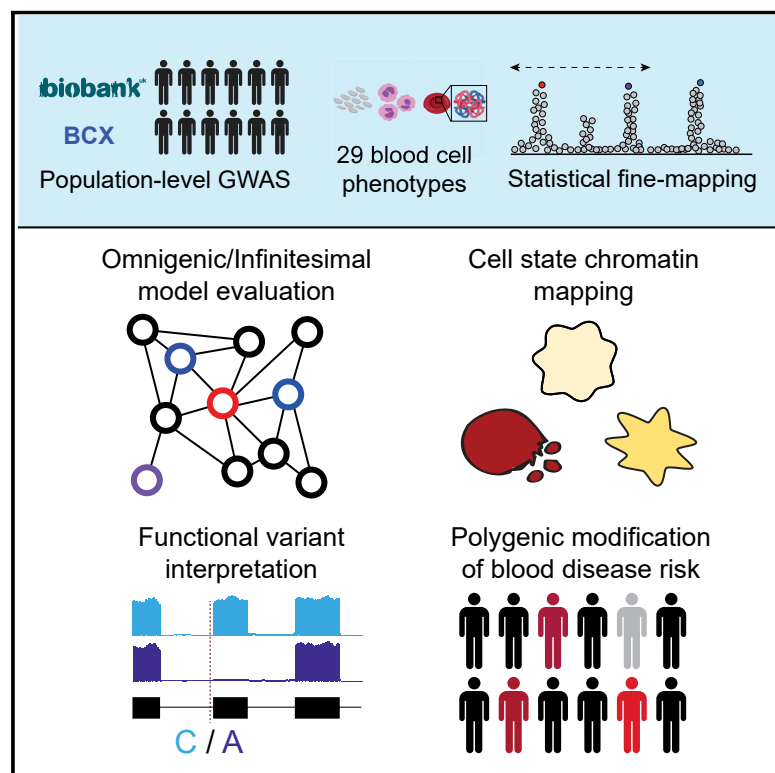 biobank uk
BCX
Population-level GWAS
29 blood cell
phenotypes
Statistical fine-mapping
Omnigenic/Infinitesimal
model evaluation
Cell state chromatin
mapping
Functional variant
interpretation
C / A
Polygenic modification
of blood disease risk